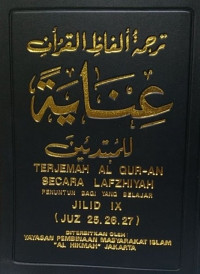 ترجمة ألفاظ القرآن
عناية
للمبتدئين
TERJEMAH AL QUR-AN
SECARA LAFZHIYAH
PENUNTUN BAGI YANG BELAJAR
JILID IX
(JUZ 25.26.27)
DITERBITKAN OLEH:
YAYASAN PEMBINAAN MASYARAKAT ISLAM
"AL HIKMAH" JAKARTA